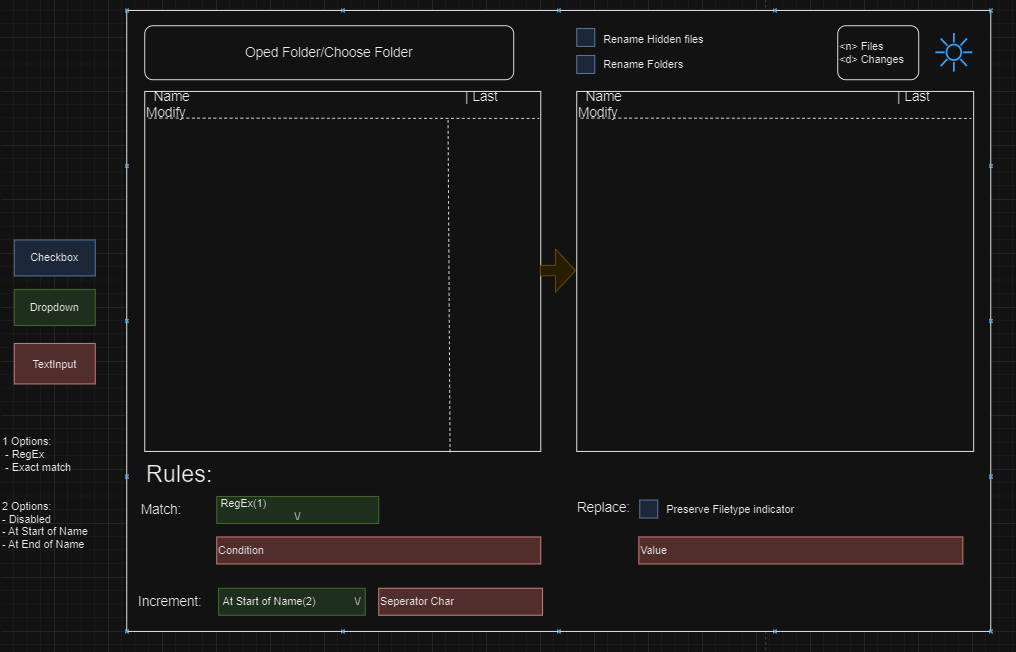 Oped Folder/Choose Folder
Rename Hidden files
Rename Folders
<n> Files
<d> Changes
Name | Last
Modify
Name | Last
Modify
Checkbox
Dropdown
TextInput
1 Options:
- RegEx
- Exact match
2 Options:
- Disabled
- At Start of Name
- At End of Name
Rules:
Match:
RegEx(1)
V
Condition
Replace:
Preserve Filetype indicator
Value
Increment:
At Start of Name(2) V
Seperator Char